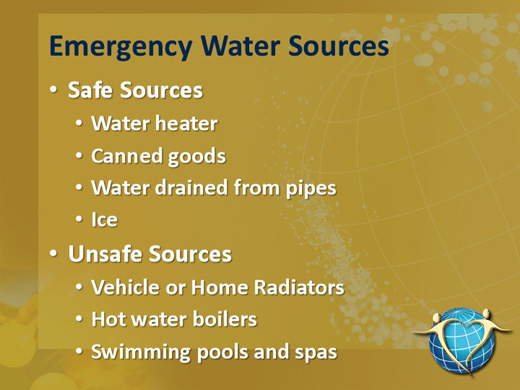 Emergency Water Sources
• Safe Sources
• Water heater
• Canned goods
• Water drained from pipes
• Ice
• Unsafe Sources
• Vehicle or Home Radiators
• Hot water boilers
• Swimming pools and spas